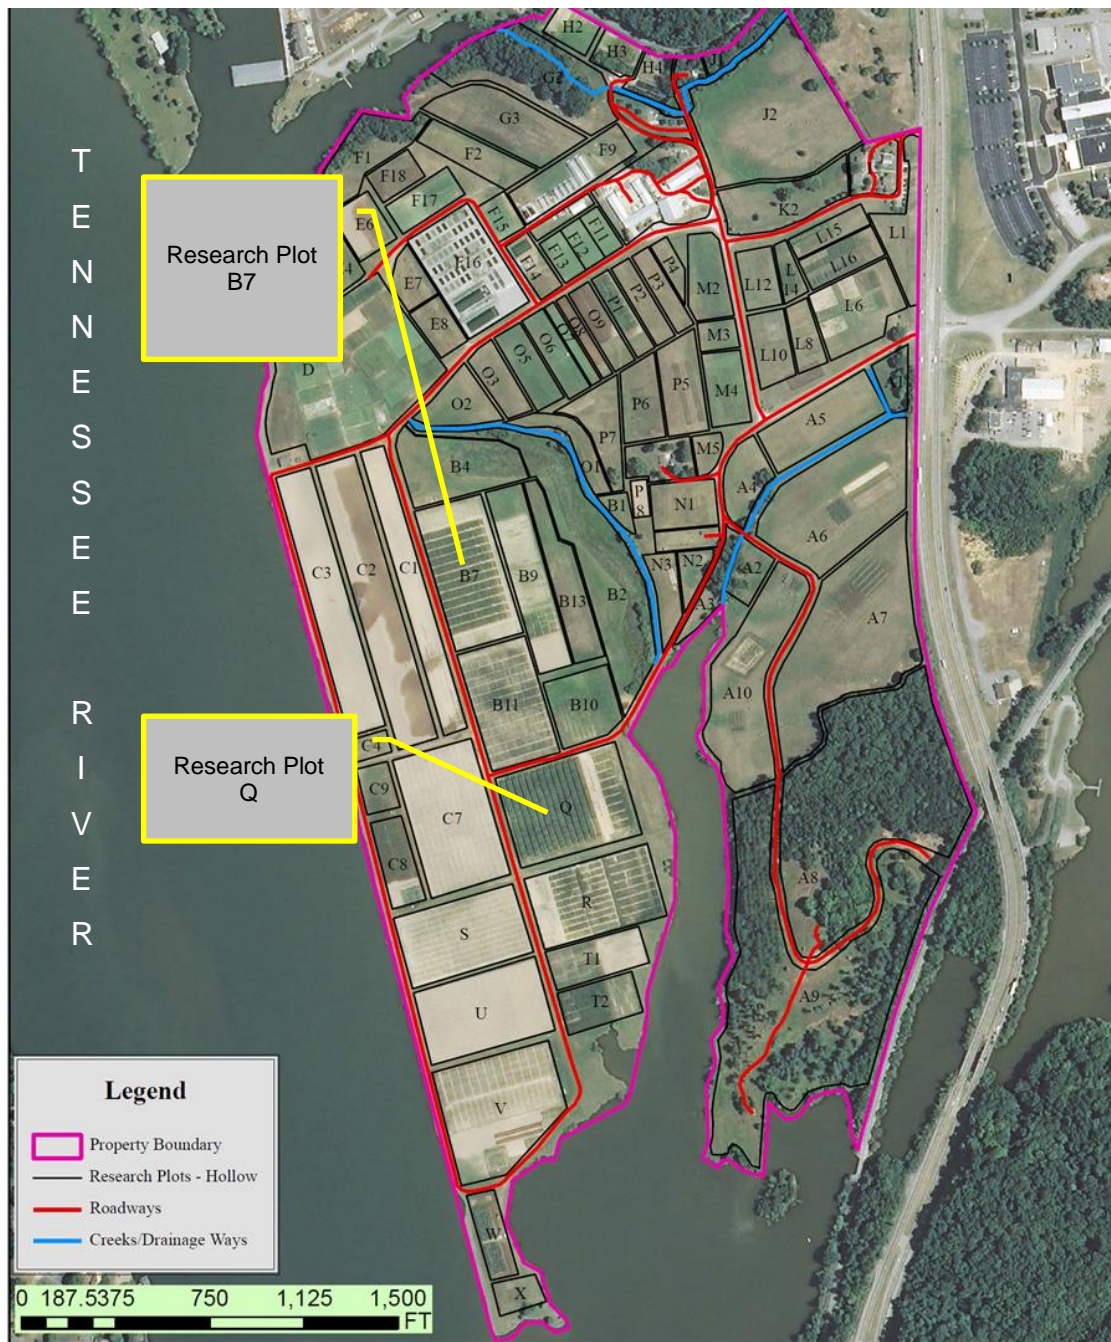 H2
H3
H4
J1
G2
J2
G3
F9
F1
F2
F18
F17
E6
F15
K2
L1
L15
L16
L14
L12
L6
L10
L8
F16
F14
F13
F12
F11
E7
E8
P4
P3
P2
P1
O9
O8
O7
O6
O5
O3
O2
M2
M3
M4
M5
P5
P6
P7
O1
D
A1
A5
A4
A6
A7
B4
B1
P
8
N1
N2
N3
A2
A3
A10
C3
C2
C1
B7
B9
B13
B2
B11
B10
C4
C9
C8
C7
Q
R
S
T1
T2
U
V
W
X
A8
A9
T
E
N
N
E
S
S
E
E
R
I
V
E
R
Research Plot
B7
Research Plot
Q
Legend
Property Boundary
Research Plots - Hollow
Roadways
Creeks/Drainage Ways
0 187.5375 750 1,125 1,500
FT